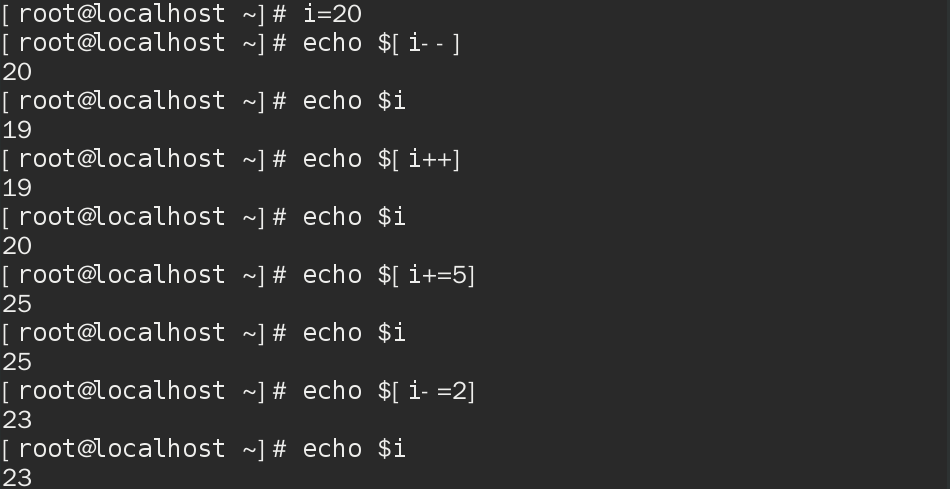 [root@localhost ~]# i=20
[root@localhost ~]# echo $[i--]
20
[root@localhost ~]# echo $i
19
[root@localhost ~]# echo $[i++]
19
[root@localhost ~]# echo $i
20
[root@localhost ~]# echo $[i+=5]
25
[root@localhost ~]# echo $i
25
[root@localhost ~]# echo $[i-=2]
23
[root@localhost ~]# echo $i
23